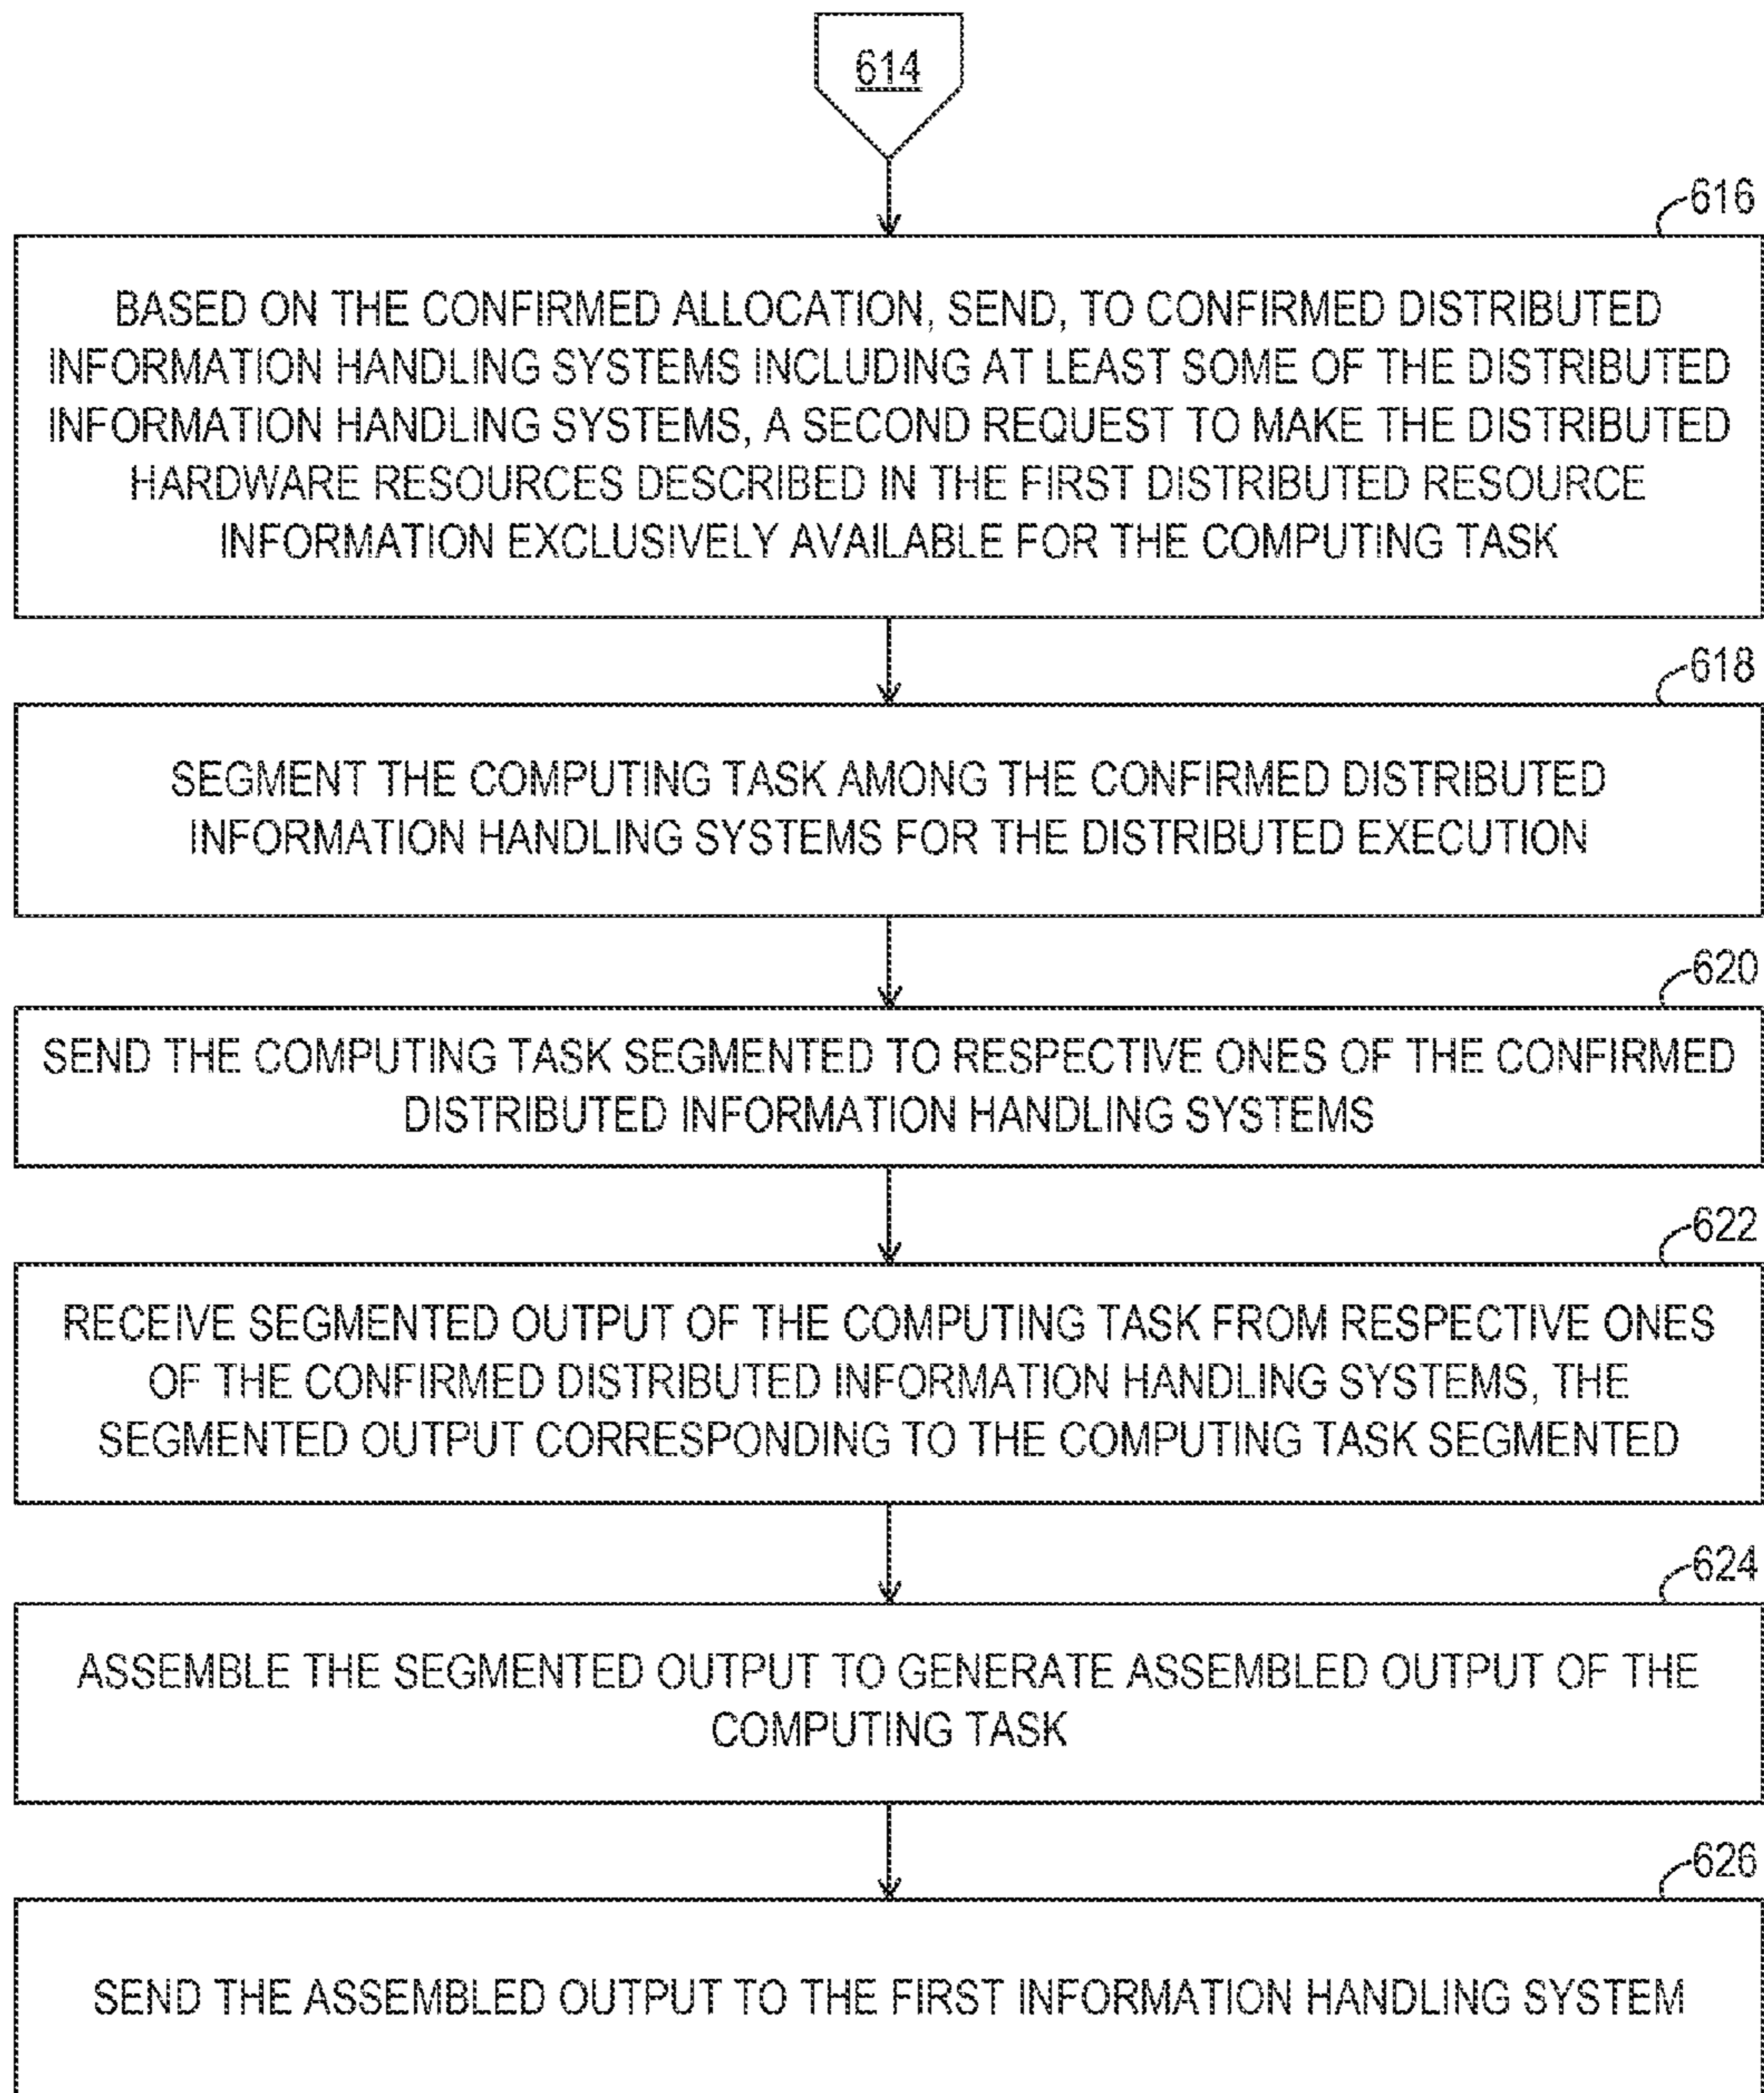 614
616
BASED ON THE CONFIRMED ALLOCATION, SEND, TO CONFIRMED DISTRIBUTED
INFORMATION HANDLING SYSTEMS INCLUDING AT LEAST SOME OF THE DISTRIBUTED
INFORMATION HANDLING SYSTEMS, A SECOND REQUEST TO MAKE THE DISTRIBUTED
HARDWARE RESOURCES DESCRIBED IN THE FIRST DISTRIBUTED RESOURCE
INFORMATION EXCLUSIVELY AVAILABLE FOR THE COMPUTING TASK
618
SEGMENT THE COMPUTING TASK AMONG THE CONFIRMED DISTRIBUTED
INFORMATION HANDLING SYSTEMS FOR THE DISTRIBUTED EXECUTION
620
SEND THE COMPUTING TASK SEGMENTED TO RESPECTIVE ONES OF THE CONFIRMED
DISTRIBUTED INFORMATION HANDLING SYSTEMS
622
RECEIVE SEGMENTED OUTPUT OF THE COMPUTING TASK FROM RESPECTIVE ONES
OF THE CONFIRMED DISTRIBUTED INFORMATION HANDLING SYSTEMS, THE
SEGMENTED OUTPUT CORRESPONDING TO THE COMPUTING TASK SEGMENTED
624
ASSEMBLE THE SEGMENTED OUTPUT TO GENERATE ASSEMBLED OUTPUT OF THE
COMPUTING TASK
626
SEND THE ASSEMBLED OUTPUT TO THE FIRST INFORMATION HANDLING SYSTEM